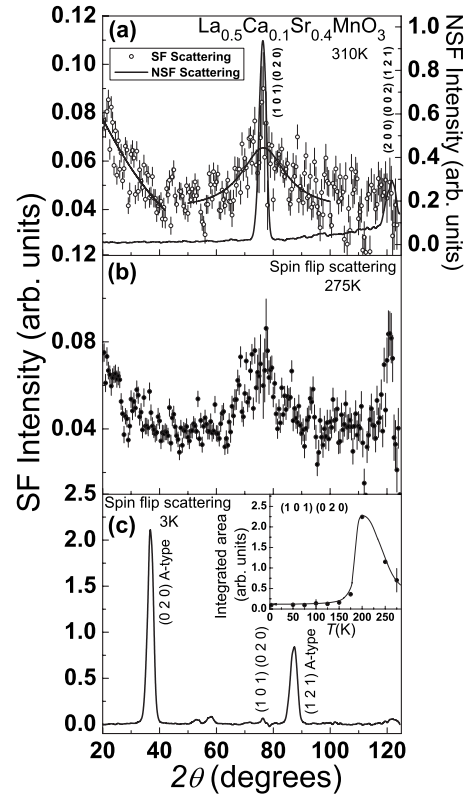 La0.5Ca0.1Sr0.4MnO3
(a)
310K
SF Scattering
NSF Scattering
(1 0 1) (0 2 0)
(2 0 0) (0 0 2) (1 2 1)
0.12
0.10
0.08
0.06
0.04
0.12
1.0
0.8
0.6
0.4
0.2
0.0
NSF Intensity (arb. units)
SF Intensity (arb. units)
(b)
Spin flip scattering
275K
0.08
0.04
2.5
(c)
Spin flip scattering
3K
(0 2 0) A-type
(1 0 1) (0 2 0)
(1 2 1) A-type
2.0
1.5
1.0
0.5
0.0
(1 0 1) (0 2 0)
Integrated area
(arb. units)
2.5
2.0
1.5
1.0
0.5
0.0
0 50 100 150 200 250
T(K)
20 40 60 80 100 120
2θ (degrees)